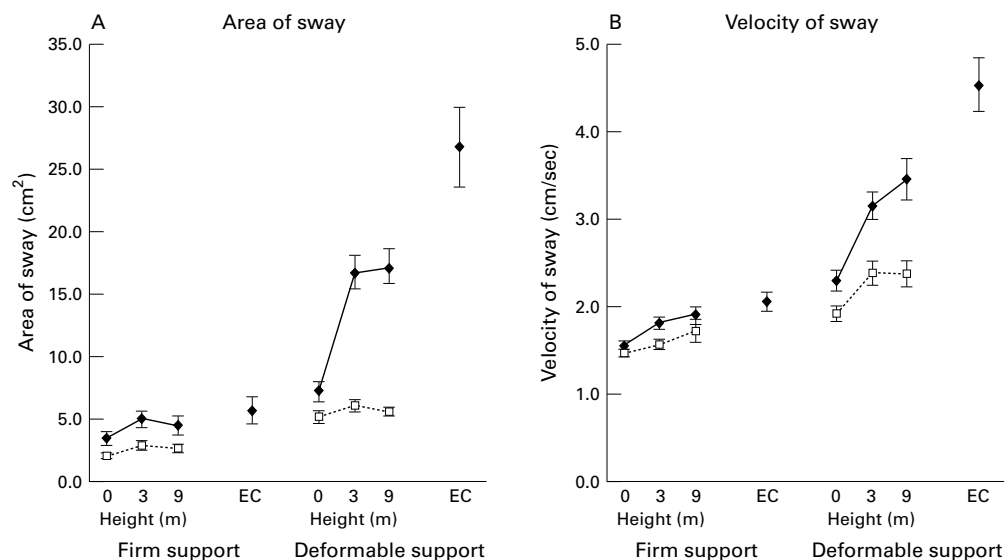 A Area of sway
35.0
30.0
25.0
20.0
15.0
10.0
5.0
0.0
Area of sway (cm²)
0 3 9 EC 0 3 9 EC
Height (m) Height (m)
Firm support Deformable support
B Velocity of sway
5.0
4.0
3.0
2.0
1.0
0.0
Velocity of sway (cm/sec)
0 3 9 EC 0 3 9 EC
Height (m) Height (m)
Firm support Deformable support